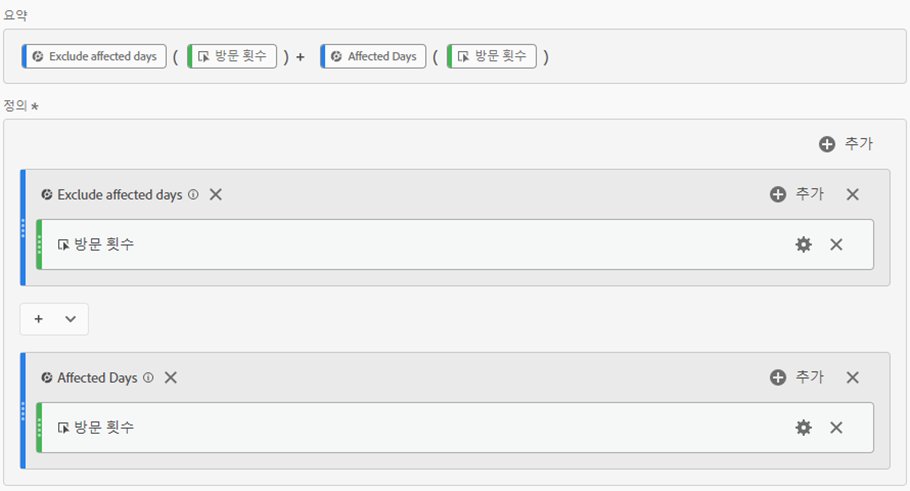 요약
Exclude affected days ( 방문 횟수 ) + Affected Days ( 방문 횟수 )
정의 *
추가
Exclude affected days 추가
방문 횟수
+
Affected Days 추가
방문 횟수